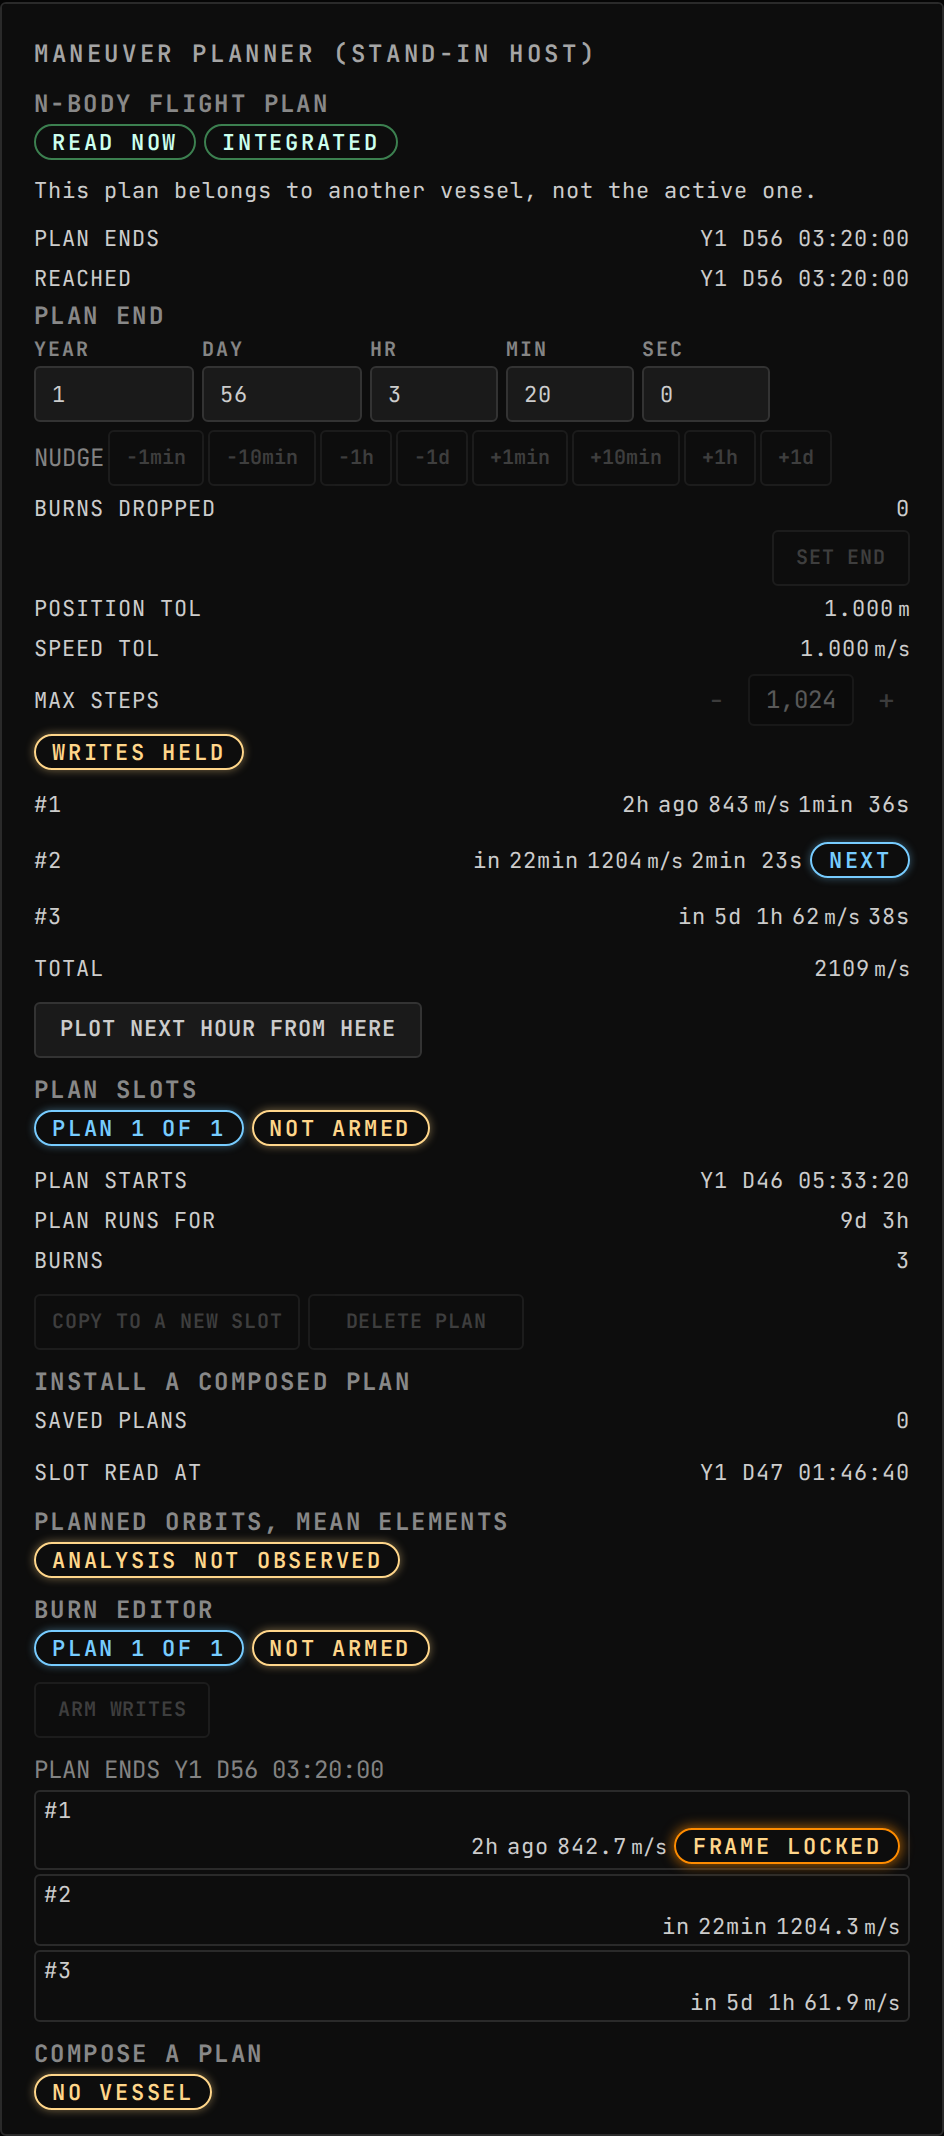 MANEUVER PLANNER (STAND-IN HOST)
N-BODY FLIGHT PLAN
READ NOW INTEGRATED
This plan belongs to another vessel, not the active one.
PLAN ENDS Y1 D56 03:20:00
REACHED Y1 D56 03:20:00
PLAN END
YEAR DAY HR MIN SEC
1 56 3 20 0
NUDGE -1min -10min -1h -1d +1min +10min +1h +1d
BURNS DROPPED 0
SET END
POSITION TOL 1.000 m
SPEED TOL 1.000 m/s
MAX STEPS - 1,024 +
WRITES HELD
#1 2h ago 843 m/s 1min 36s
#2 in 22min 1204 m/s 2min 23s NEXT
#3 in 5d 1h 62 m/s 38s
TOTAL 2109 m/s
PLOT NEXT HOUR FROM HERE
PLAN SLOTS
PLAN 1 OF 1 NOT ARMED
PLAN STARTS Y1 D46 05:33:20
PLAN RUNS FOR 9d 3h
BURNS 3
COPY TO A NEW SLOT DELETE PLAN
INSTALL A COMPOSED PLAN
SAVED PLANS 0
SLOT READ AT Y1 D47 01:46:40
PLANNED ORBITS, MEAN ELEMENTS
ANALYSIS NOT OBSERVED
BURN EDITOR
PLAN 1 OF 1 NOT ARMED
ARM WRITES
PLAN ENDS Y1 D56 03:20:00
#1
2h ago 842.7 m/s FRAME LOCKED
#2
in 22min 1204.3 m/s
#3
in 5d 1h 61.9 m/s
COMPOSE A PLAN
NO VESSEL